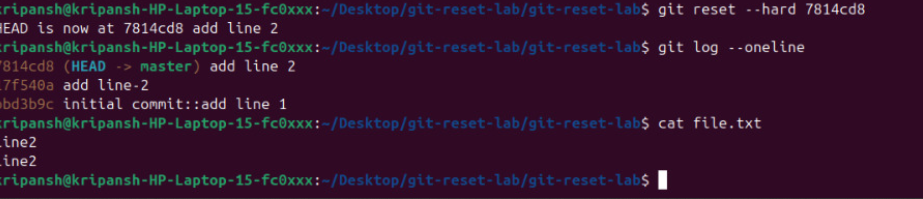 kripansh@kripansh-HP-Laptop-15-fc0xxx:~/Desktop/git-reset-lab/git-reset-lab$ git reset --hard 7814cd8
HEAD is now at 7814cd8 add line 2
kripansh@kripansh-HP-Laptop-15-fc0xxx:~/Desktop/git-reset-lab/git-reset-lab$ git log --oneline
7814cd8 (HEAD -> master) add line 2
17f540a add line-2
bbd3b9c initial commit::add line 1
kripansh@kripansh-HP-Laptop-15-fc0xxx:~/Desktop/git-reset-lab/git-reset-lab$ cat file.txt
line2
line2
kripansh@kripansh-HP-Laptop-15-fc0xxx:~/Desktop/git-reset-lab/git-reset-lab$